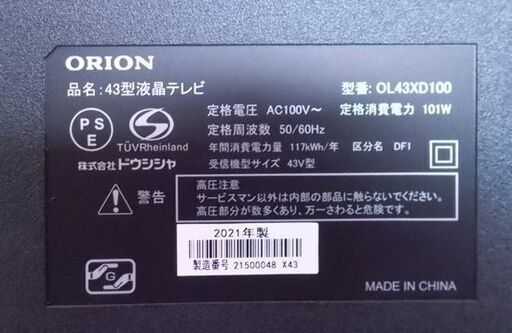 ORION
品名:43型液晶テレビ
型番: OL43XD100
PS
E
S
TÜVRheinland
株式会社ドウシシャ
定格電圧 AC100V～ 定格消費電力 101W
定格周波数 50/60Hz
年間消費電力量 117kWh/年 区分名 DF1
受信機型サイズ 43V型
警告
高圧注意
サービスマン以外は内部の部品に触らないでください。
高圧部分が数多くあり、万一さわると危険です。
2021年製
製造番号 21500048 X43
G
MADE IN CHINA